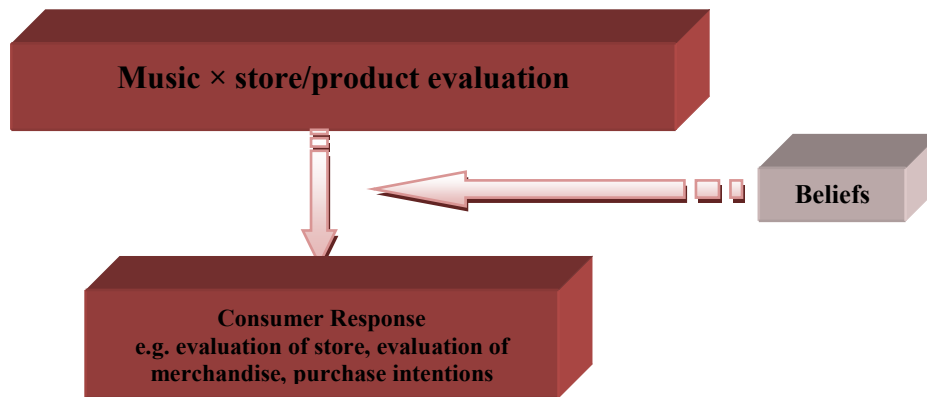 Music × store/product evaluation
Beliefs
Consumer Response
e.g. evaluation of store, evaluation of
merchandise, purchase intentions